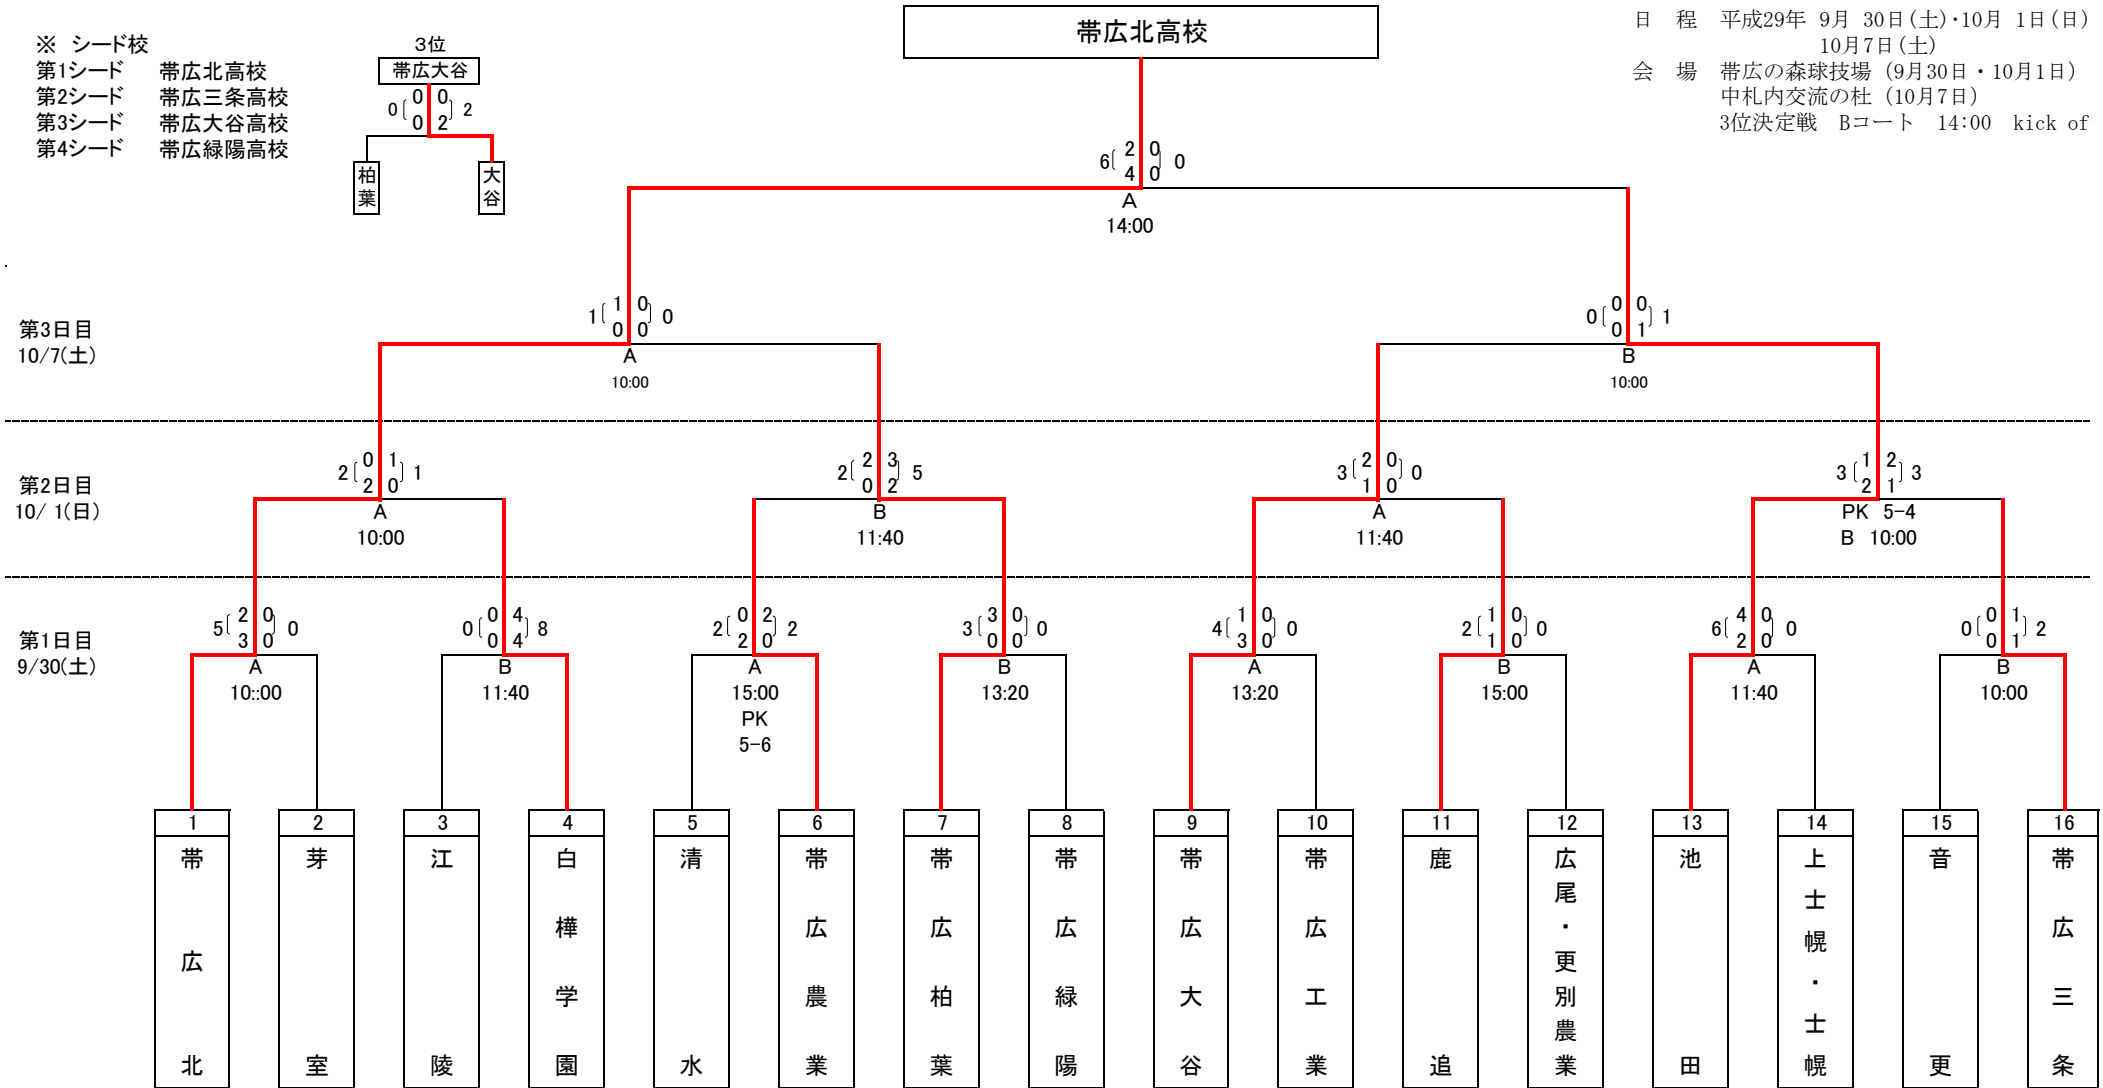 帯広北高校
日　程　平成29年 9月 30日(土)・10月 1日(日)
10月7日(土)
会　場　帯広の森球技場 (9月30日・10月1日)
中札内交流の杜 (10月7日)
3位決定戦　Bコート　14:00　kick of
※ シード校
第1シード　帯広北高校
第2シード　帯広三条高校
第3シード　帯広大谷高校
第4シード　帯広緑陽高校
3位
帯広大谷
0 0
0〔 〕2
0 2
柏葉
大谷
2 0
6〔 〕0
4 0
A
14:00
第3日目
10/7(土)
1 0
1〔 〕0
0 0
A
10:00
0 0
0〔 〕1
0 1
B
10:00
第2日目
10/ 1(日)
0 1
2〔 〕1
2 0
A
10:00
2 3
2〔 〕5
0 2
B
11:40
2 0
3〔 〕0
1 0
A
11:40
1 2
3〔 〕3
2 1
PK 5-4
B 10:00
第1日目
9/30(土)
2 0
5〔 〕0
3 0
A
10::00
0 4
0〔 〕8
0 4
B
11:40
0 2
2〔 〕2
2 0
A
15:00
PK
5-6
3 0
3〔 〕0
0 0
B
13:20
1 0
4〔 〕0
3 0
A
13:20
1 0
2〔 〕0
1 0
B
15:00
4 0
6〔 〕0
2 0
A
11:40
0 1
0〔 〕2
0 1
B
10:00
1
帯広北
2
芽室
3
江陵
4
白樺学園
5
清水
6
帯広農業
7
帯広柏葉
8
帯広緑陽
9
帯広大谷
10
帯広工業
11
鹿追
12
広尾・更別農業
13
池田
14
上士幌・士幌
15
音更
16
帯広三条